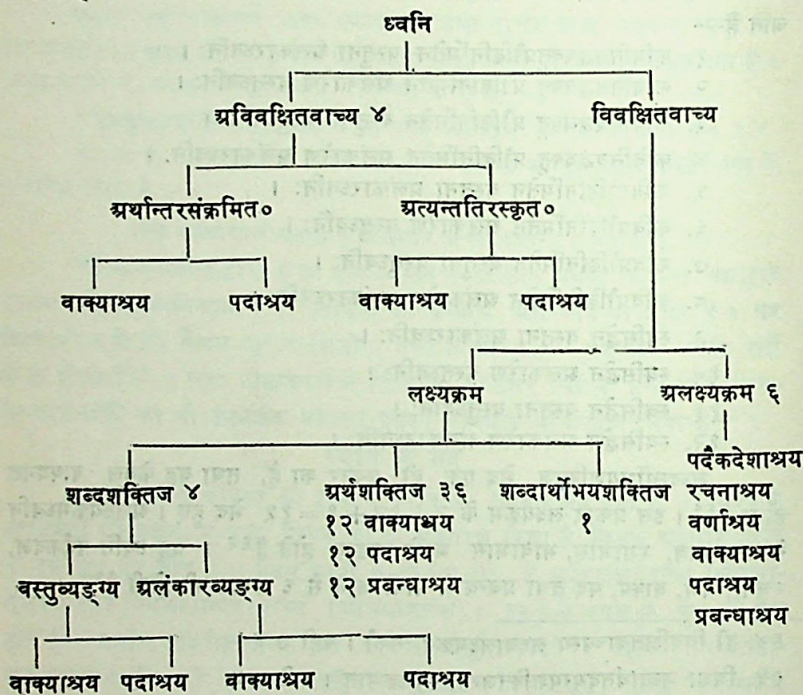 ध्वनि
अविवक्षितवाच्य ४ विवक्षितवाच्य
अर्थान्तरसंक्रमित० अत्यन्ततिरस्कृत०
वाक्याश्रय पदाश्रय वाक्याश्रय पदाश्रय
लक्ष्यक्रम अलक्ष्यक्रम ६
शब्दशक्तिज ४ अर्थशक्तिज ३६ शब्दार्थोभयशक्तिज पदैकदेशाश्रय
१२ वाक्याश्रय १ रचनाश्रय
१२ पदाश्रय वर्णाश्रय
१२ प्रबन्धाश्रय वाक्याश्रय
वस्तुव्यङ्ग्य अलंकारव्यङ्ग्य पदाश्रय
प्रबन्धाश्रय
वाक्याश्रय पदाश्रय वाक्याश्रय पदाश्रय